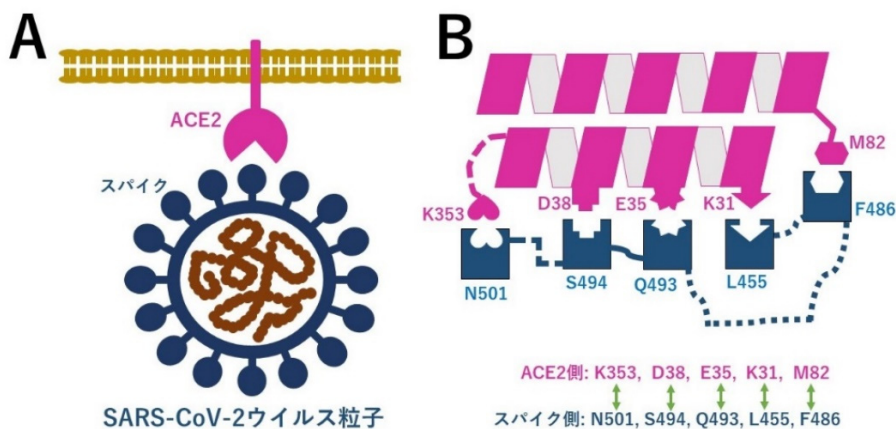 A
ACE2
スパイク
SARS-CoV-2ウイルス粒子
B
M82
K353
D38
E35
K31
F486
N501
S494
Q493
L455
ACE2側: K353, D38, E35, K31, M82
スパイク側: N501, S494, Q493, L455, F486